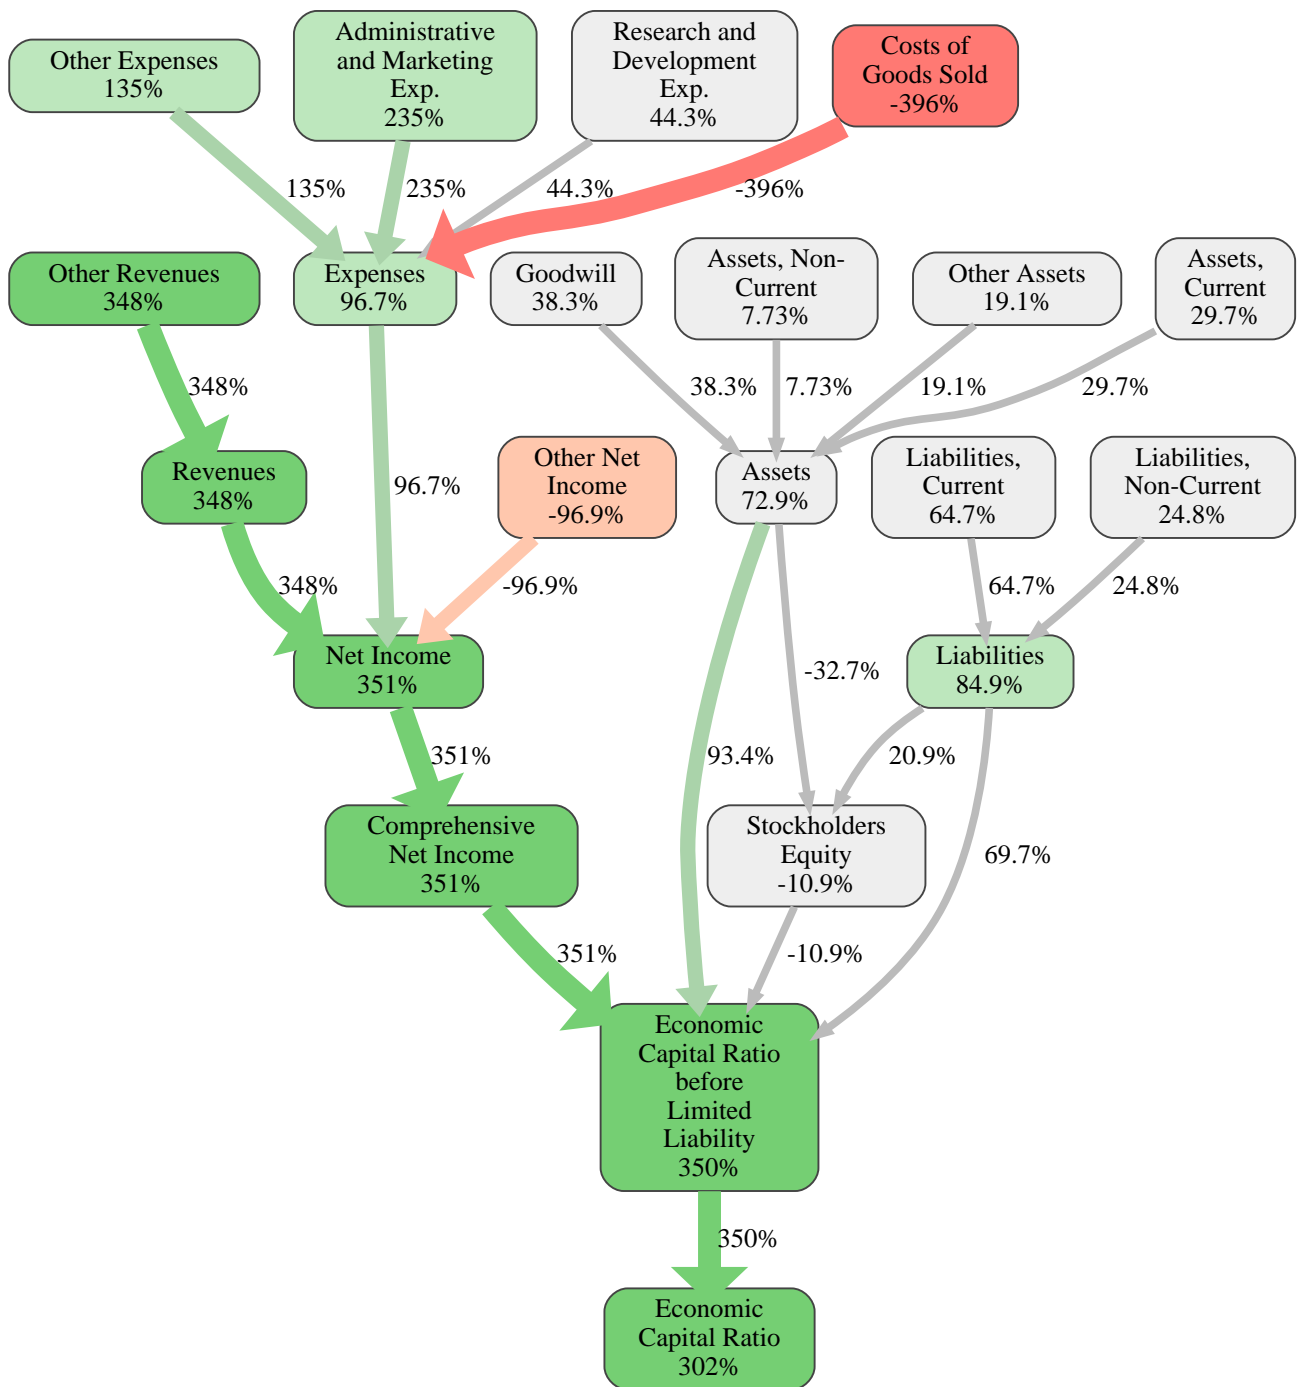 Other Expenses
135%
Administrative
and Marketing
Exp.
235%
Research and
Development
Exp.
44.3%
Costs of
Goods Sold
-396%
135%
235%
44.3%
-396%
Other Revenues
348%
Expenses
96.7%
Goodwill
38.3%
Assets, Non-
Current
7.73%
Other Assets
19.1%
Assets,
Current
29.7%
348%
38.3%
7.73%
19.1%
29.7%
Revenues
348%
96.7%
Other Net
Income
-96.9%
Assets
72.9%
Liabilities,
Current
64.7%
Liabilities,
Non-Current
24.8%
348%
-96.9%
64.7%
24.8%
Net Income
351%
-32.7%
Liabilities
84.9%
351%
93.4%
20.9%
Comprehensive
Net Income
351%
Stockholders
Equity
-10.9%
69.7%
351%
-10.9%
Economic
Capital Ratio
before
Limited
Liability
350%
350%
Economic
Capital Ratio
302%